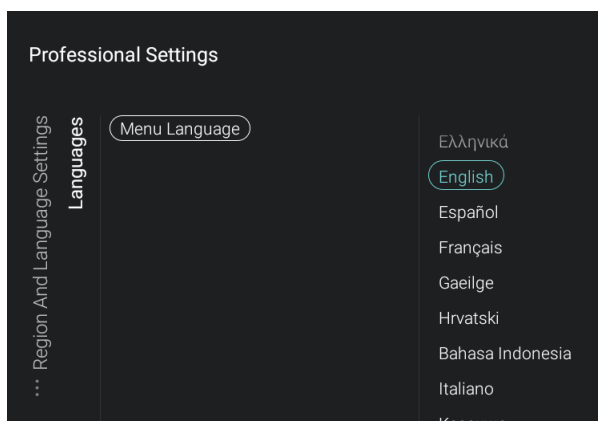 Professional Settings
... Region And Language Settings
Languages
Menu Language
Ελληνικά
English
Español
Français
Gaeilge
Hrvatski
Bahasa Indonesia
Italiano